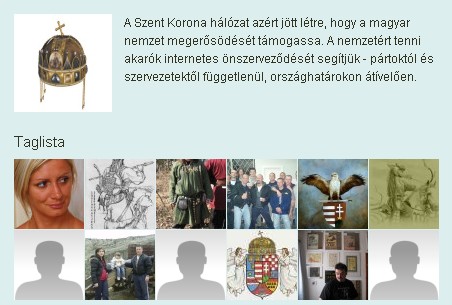 A Szent Korona hálózat azért jött létre, hogy a magyar
nemzet megerősödését támogassa. A nemzetért tenni
akarók internetes önszerveződését segítjük - pártoktól és
szervezetektől függetlenül, országhatárokon átívelően.
Taglista